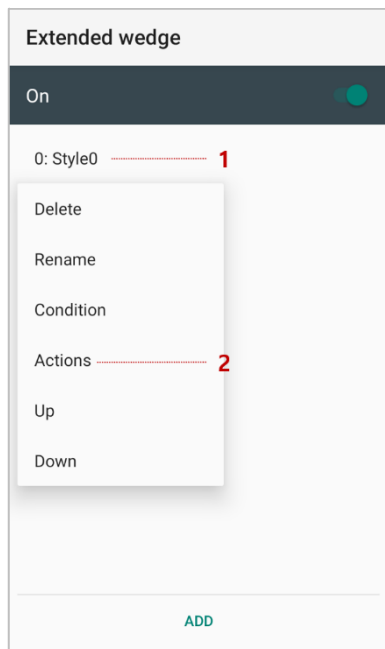 Extended wedge
On
0: Style0 1
Delete
Rename
Condition
Actions 2
Up
Down
ADD